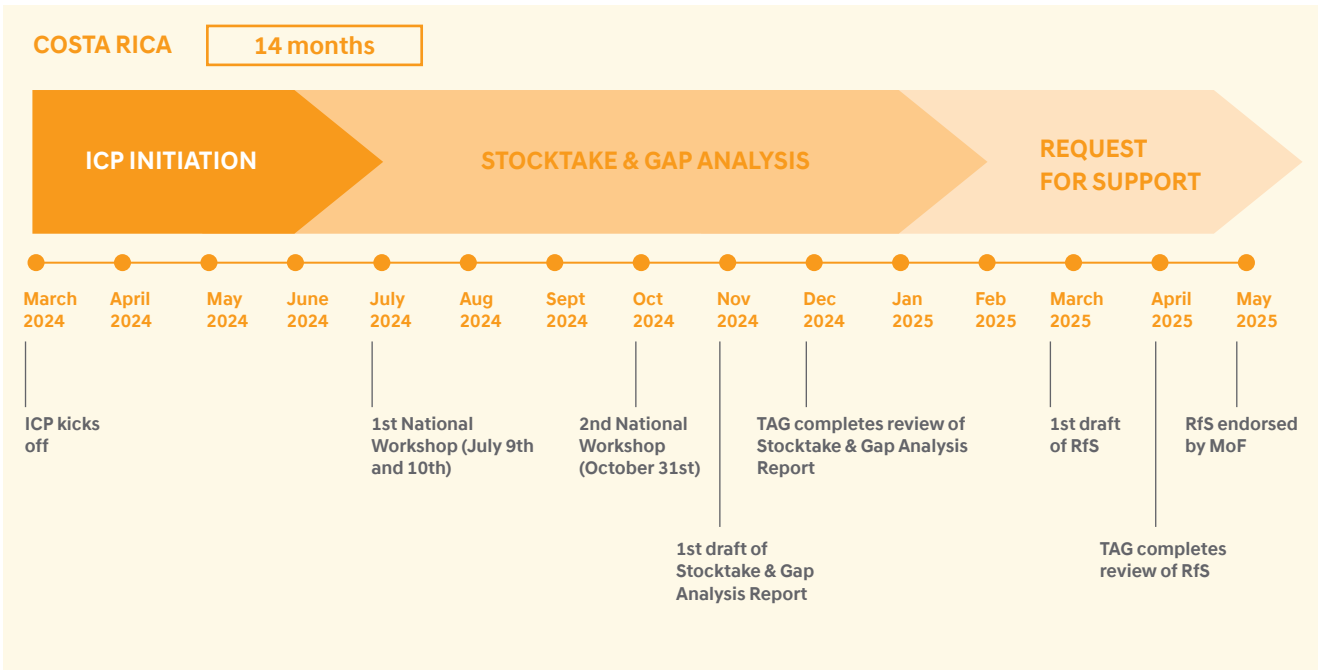 COSTA RICA
14 months
ICP INITIATION
STOCKTAKE & GAP ANALYSIS
REQUEST
FOR SUPPORT
March
2024
April
2024
May
2024
June
2024
July
2024
Aug
2024
Sept
2024
Oct
2024
Nov
2024
Dec
2024
Jan
2025
Feb
2025
March
2025
April
2025
May
2025
ICP kicks
off
1st National
Workshop (July 9th
and 10th)
2nd National
Workshop
(October 31st)
1st draft of
Stocktake & Gap
Analysis Report
TAG completes review of
Stocktake & Gap Analysis
Report
1st draft
of RfS
TAG completes
review of RfS
RfS endorsed
by MoF